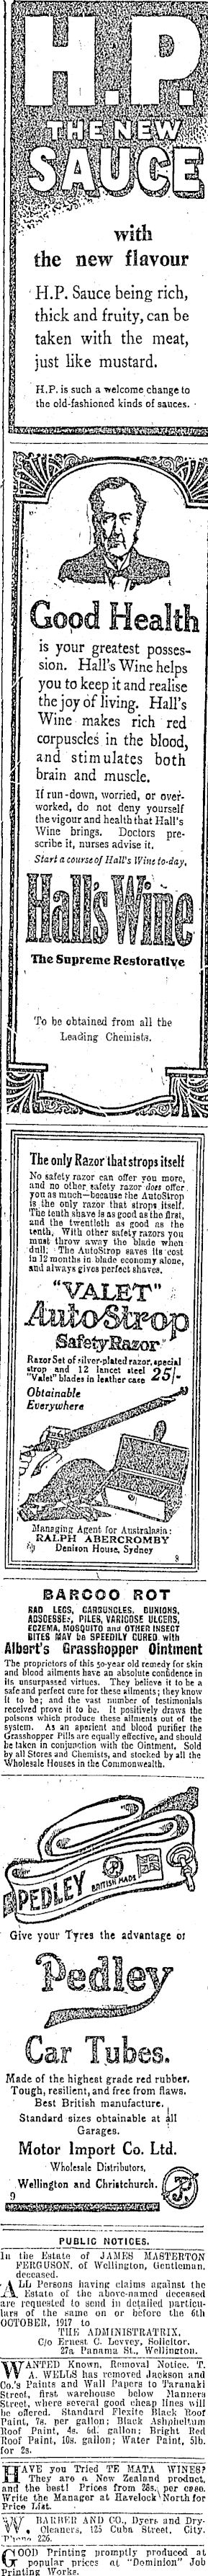 H.P.
THE NEW
SAUCE
with
the new flavour
H.P. Sauce being rich,
thick and fruity, can be
taken with the meat,
just like mustard.
H.P. is such a welcome change to
the old-fashioned kinds of sauces.
Good Health
is your greatest posses-
sion. Hall's Wine helps
you to keep it and realise
the joy of living. Hall's
Wine makes rich red
corpuscles in the blood,
and stimulates both
brain and muscle.
If run-down, worried, or over-
worked, do not deny yourself
the vigour and health that Hall's
Wine brings. Doctors pre-
scribe it, nurses advise it.
Start a course of Hall's Wine to-day.
Hall's Wine
The Supreme Restorative
To be obtained from all the
Leading Chemists.
The only Razor that strops itself
No safety razor can offer you more,
and no other safety razor does offer
you as much—because the AutoStrop
is the only razor that strops itself.
The tenth shave is as good as the first,
and the twentieth as good as the
tenth. With other safety razors you
must throw away the blade when
dull; The AutoStrop saves its cost
in 12 months in blade economy alone,
and always gives perfect shaves.
"VALET"
AutoStrop
Safety Razor
Razor Set of silver-plated razor, special
strop and 12 lancet steel
"Valet" blades in leather case 25/-
Obtainable
Everywhere
Managing Agent for Australasia:
RALPH ABERCROMBY
Denison House, Sydney
8
BARCOO ROT
BAD LEGS, CARBUNCLES, BUNIONS,
ABSCESSES, PILES, VARICOSE ULCERS,
ECZEMA, MOSQUITO and OTHER INSECT
BITES MAY be SPEEDILY CURED with
Albert's Grasshopper Ointment
The proprietors of this 50-year old remedy for skin
and blood ailments have an absolute confidence in
its unsurpassed virtues. They believe it to be a
safe and perfect cure for these ailments; they know
it to be; and the vast number of testimonials
received prove it to be. It positively draws the
poisons which produce these ailments out of the
system. As an aperient and blood purifier the
Grasshopper Pills are equally effective, and should
be taken in conjunction with the Ointment. Sold
by all Stores and Chemists, and stocked by all the
Wholesale Houses in the Commonwealth.
PEDLEY
BRITISH MADE
Give your Tyres the advantage of
Pedley
Car Tubes.
Made of the highest grade red rubber.
Tough, resilient, and free from flaws.
Best British manufacture.
Standard sizes obtainable at all
Garages.
Motor Import Co. Ltd.
Wholesale Distributors,
Wellington and Christchurch.
9
PUBLIC NOTICES.
In the Estate of JAMES MASTERTON
FERGUSON, of Wellington, Gentleman,
deceased.
ALL Persons having claims against the
Estate of the above-named deceased
are requested to send in detailed particu-
lars of the same on or before the 6th
OCTOBER, 1917 to
THE ADMINISTRATRIX.
C/o Ernest C. Levvey, Solicitor,
27a Panama St., Wellington.
WANTED Known, Removal Notice. T.
A. WELLS has removed Jackson and
Co.'s Paints and Wall Papers to Taranaki
Street, first warehouse below Manners
Street, where several good cheap lines will
be offered. Standard Flexite Black Roof
Paint, 7s. per gallon; Black Ashpheltum
Roof Paint, 4s. 6d. gallon; Bright Red
Roof Paint, 10s. gallon; Water Paint, 5lb.
for 2s.
HAVE you Tried TE MATA WINES?
They are a New Zealand product,
and the best! Prices from 28s. per case.
Write the Manager at Havelock North for
Price List.
W. BARBER AND CO., Dyers and Dry-
Cleaners, 125 Cuba Street, City.
'Phone 226.
GOOD Printing promptly produced at
popular prices at "Dominion" Job
Printing Works.